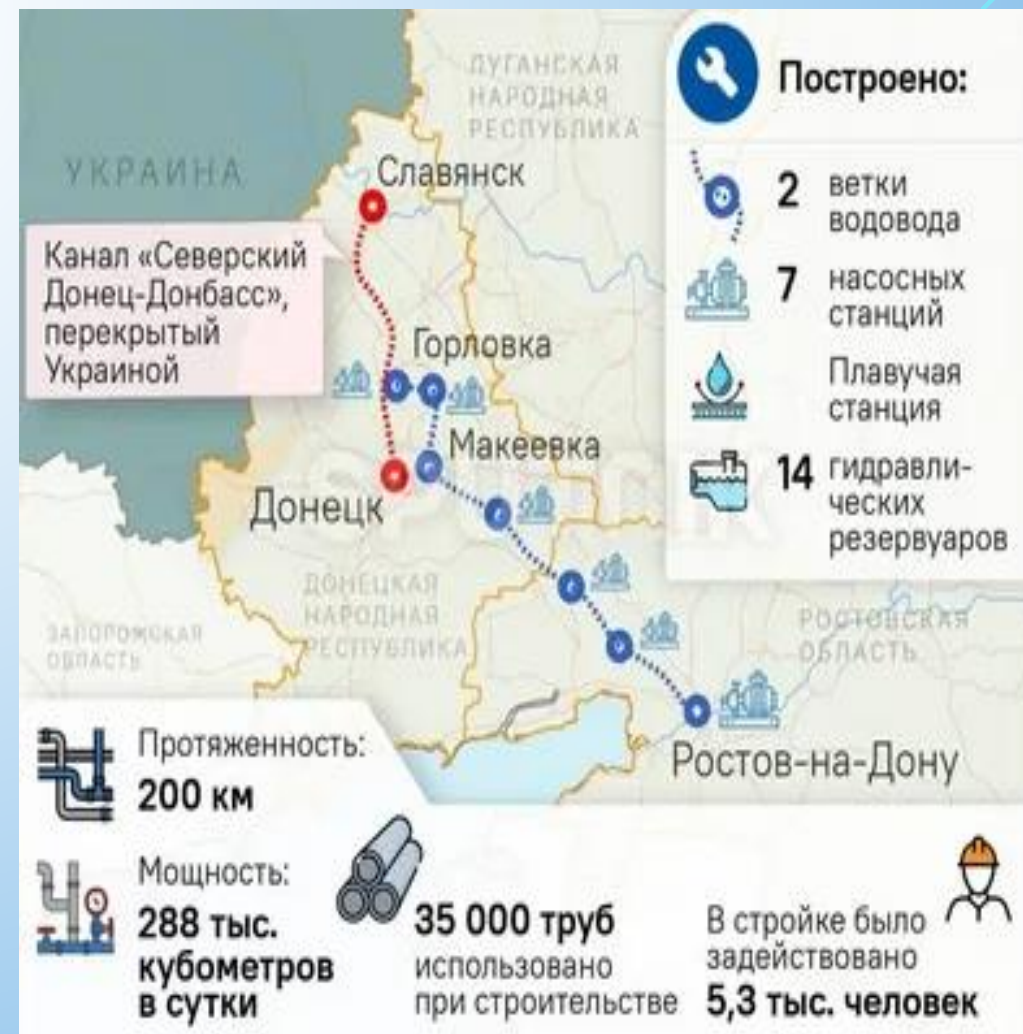 ЛУГАНСКАЯ
НАРОДНАЯ
РЕСПУБЛИКА
УКРАИНА
Славянск
Канал «Северский
Донец-Донбасс»,
перекрытый
Украиной
Горловка
Макеевка
Донецк
ДОНЕЦКАЯ
НАРОДНАЯ
РЕСПУБЛИКА
ЗАПОРОЖСКАЯ
ОБЛАСТЬ
РОСТОВСКАЯ
ОБЛАСТЬ
Ростов-на-Дону
Построено:
2 ветки
водовода
7 насосных
станций
Плавучая
станция
14 гидравли-
ческих
резервуаров
Протяженность:
200 км
Мощность:
288 тыс.
кубометров
в сутки
35 000 труб
использовано
при строительстве
В стройке было
задействовано
5,3 тыс. человек